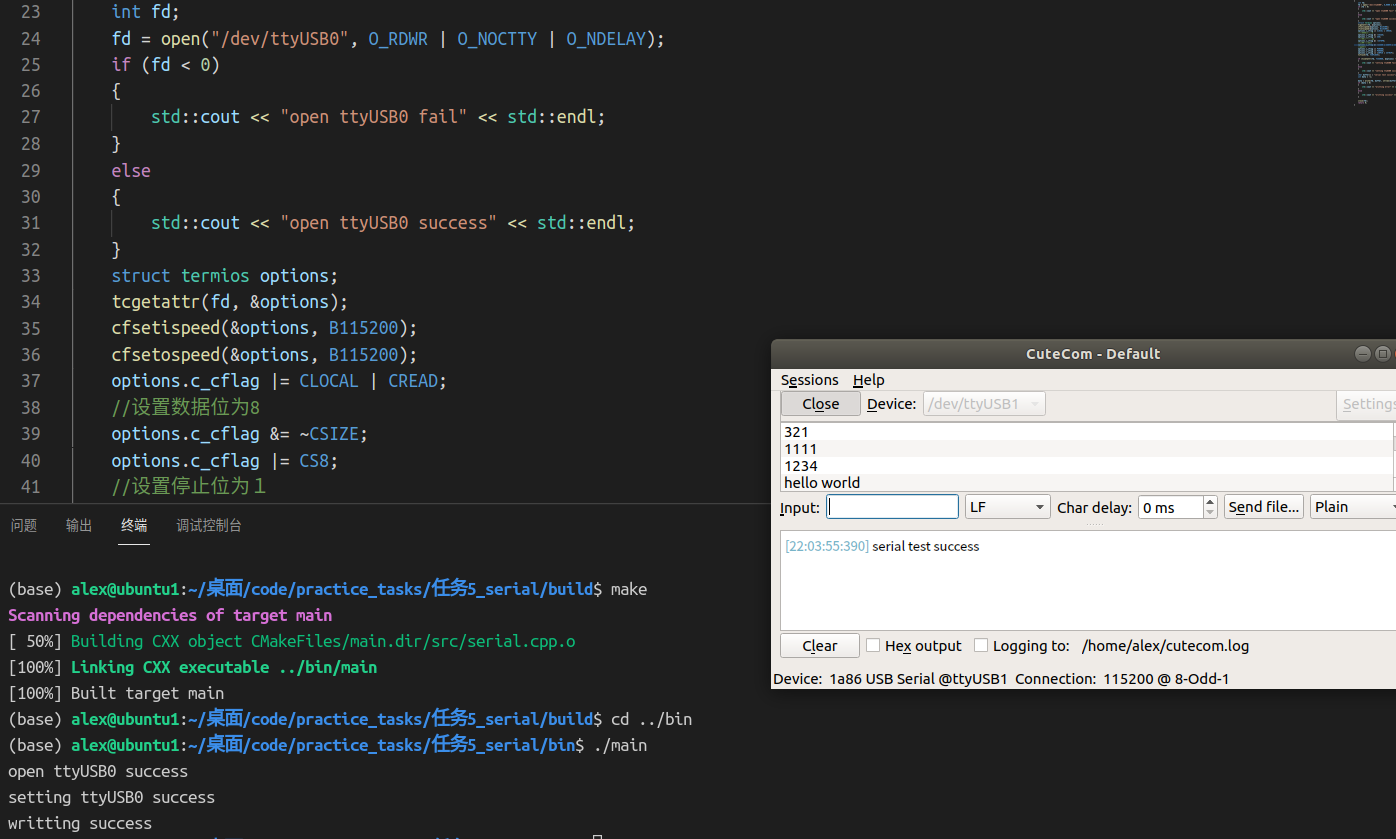 23 int fd;
24 fd = open("/dev/ttyUSB0", O_RDWR | O_NOCTTY | O_NDELAY);
25 if (fd < 0)
26 {
27 std::cout << "open ttyUSB0 fail" << std::endl;
28 }
29 else
30 {
31 std::cout << "open ttyUSB0 success" << std::endl;
32 }
33 struct termios options;
34 tcgetattr(fd, &options);
35 cfsetispeed(&options, B115200);
36 cfsetospeed(&options, B115200);
37 options.c_cflag |= CLOCAL | CREAD;
38 //设置数据位为8
39 options.c_cflag &= ~CSIZE;
40 options.c_cflag |= CS8;
41 //设置停止位为１
问题 输出 终端 调试控制台
(base) alex@ubuntu1:~/桌面/code/practice_tasks/任务5_serial/build$ make
Scanning dependencies of target main
[ 50%] Building CXX object CMakeFiles/main.dir/src/serial.cpp.o
[100%] Linking CXX executable ../bin/main
[100%] Built target main
(base) alex@ubuntu1:~/桌面/code/practice_tasks/任务5_serial/build$ cd ../bin
(base) alex@ubuntu1:~/桌面/code/practice_tasks/任务5_serial/bin$ ./main
open ttyUSB0 success
setting ttyUSB0 success
writting success
CuteCom - Default
Sessions Help
Close Device: /dev/ttyUSB1 Settings
321
1111
1234
hello world
Input: LF Char delay: 0 ms Send file... Plain
[22:03:55:390] serial test success
Clear Hex output Logging to: /home/alex/cutecom.log
Device: 1a86 USB Serial @ttyUSB1 Connection: 115200 @ 8-Odd-1